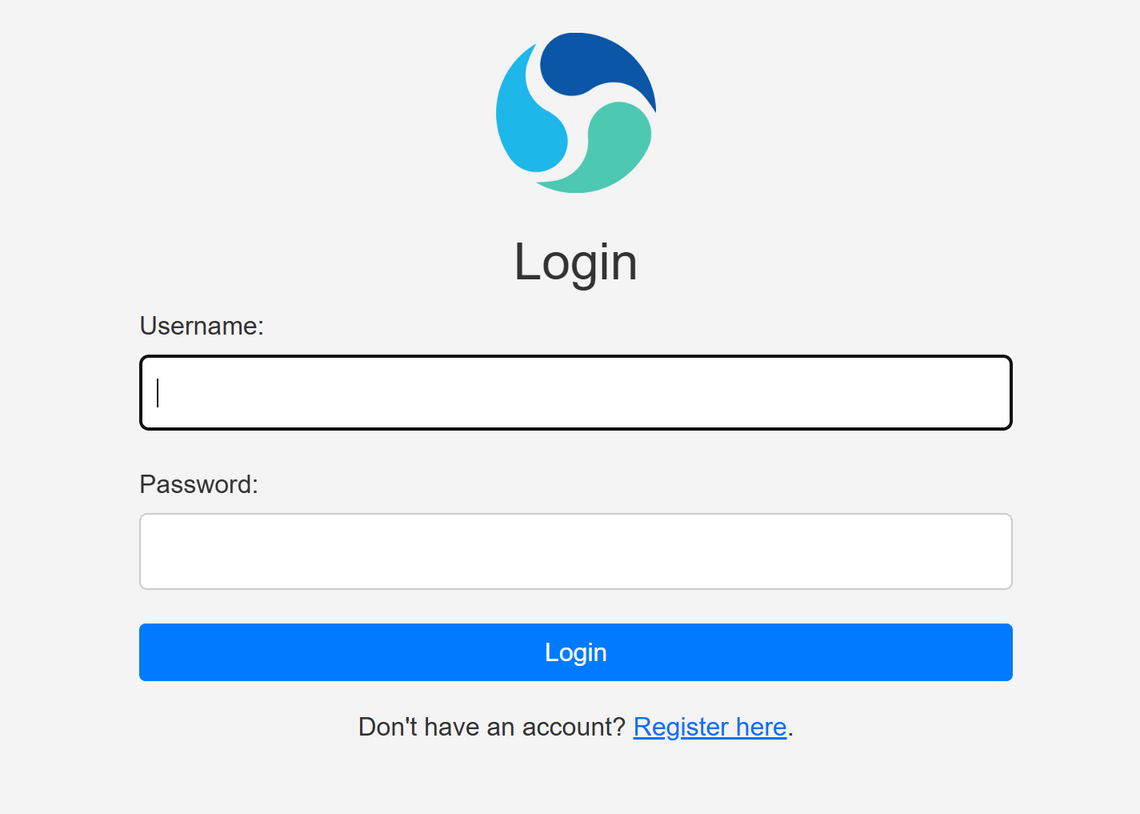 Login
Username:
Password:
Login
Don't have an account? Register here.